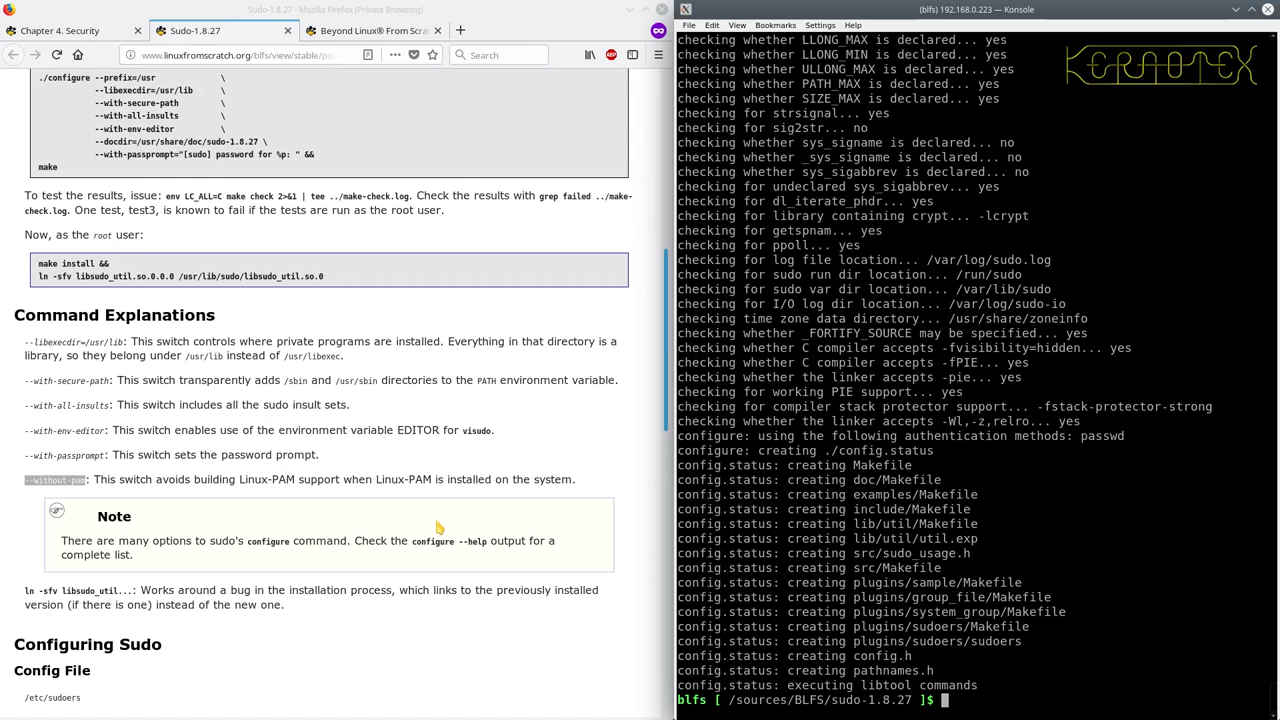 Sudo-1.8.27 - Mozilla Firefox (Private Browsing)
Chapter 4. Security
Sudo-1.8.27
Beyond Linux® From Scra
www.linuxfromscratch.org/blfs/view/stable/pos
Search
./configure --prefix=/usr \
--libexecdir=/usr/lib \
--with-secure-path \
--with-all-insults \
--with-env-editor \
--docdir=/usr/share/doc/sudo-1.8.27 \
--with-passprompt="[sudo] password for %p: " &&
make
To test the results, issue: env LC_ALL=C make check 2>&1 | tee ../make-check.log. Check the results with grep failed ../make-
check.log. One test, test3, is known to fail if the tests are run as the root user.
Now, as the root user:
make install &&
ln -sfv libsudo_util.so.0.0.0 /usr/lib/sudo/libsudo_util.so.0
Command Explanations
--libexecdir=/usr/lib: This switch controls where private programs are installed. Everything in that directory is a
library, so they belong under /usr/lib instead of /usr/libexec.
--with-secure-path: This switch transparently adds /sbin and /usr/sbin directories to the PATH environment variable.
--with-all-insults: This switch includes all the sudo insult sets.
--with-env-editor: This switch enables use of the environment variable EDITOR for visudo.
--with-passprompt: This switch sets the password prompt.
--without-pam: This switch avoids building Linux-PAM support when Linux-PAM is installed on the system.
Note
There are many options to sudo's configure command. Check the configure --help output for a
complete list.
ln -sfv libsudo_util...: Works around a bug in the installation process, which links to the previously installed
version (if there is one) instead of the new one.
Configuring Sudo
Config File
/etc/sudoers
(blfs) 192.168.0.223 — Konsole
File Edit View Bookmarks Settings Help
KERNOTEX
checking whether LLONG_MAX is declared... yes
checking whether LLONG_MIN is declared... yes
checking whether ULLONG_MAX is declared... yes
checking whether PATH_MAX is declared... yes
checking whether SIZE_MAX is declared... yes
checking for strsignal... yes
checking for sig2str... no
checking whether sys_signame is declared... no
checking whether _sys_signame is declared... no
checking whether sys_sigabbrev is declared... no
checking for undeclared sys_sigabbrev... yes
checking for dl_iterate_phdr... yes
checking for library containing crypt... -lcrypt
checking for getspnam... yes
checking for ppoll... yes
checking for log file location... /var/log/sudo.log
checking for sudo run dir location... /run/sudo
checking for sudo var dir location... /var/lib/sudo
checking for I/O log dir location... /var/log/sudo-io
checking time zone data directory... /usr/share/zoneinfo
checking whether _FORTIFY_SOURCE may be specified... yes
checking whether C compiler accepts -fvisibility=hidden... yes
checking whether C compiler accepts -fPIE... yes
checking whether the linker accepts -pie... yes
checking for working PIE support... yes
checking for compiler stack protector support... -fstack-protector-strong
checking whether the linker accepts -Wl,-z,relro... yes
configure: using the following authentication methods: passwd
configure: creating ./config.status
config.status: creating Makefile
config.status: creating doc/Makefile
config.status: creating examples/Makefile
config.status: creating include/Makefile
config.status: creating lib/util/Makefile
config.status: creating lib/util/util.exp
config.status: creating src/sudo_usage.h
config.status: creating src/Makefile
config.status: creating plugins/sample/Makefile
config.status: creating plugins/group_file/Makefile
config.status: creating plugins/system_group/Makefile
config.status: creating plugins/sudoers/Makefile
config.status: creating plugins/sudoers/sudoers
config.status: creating config.h
config.status: creating pathnames.h
config.status: executing libtool commands
blfs [ /sources/BLFS/sudo-1.8.27 ]$